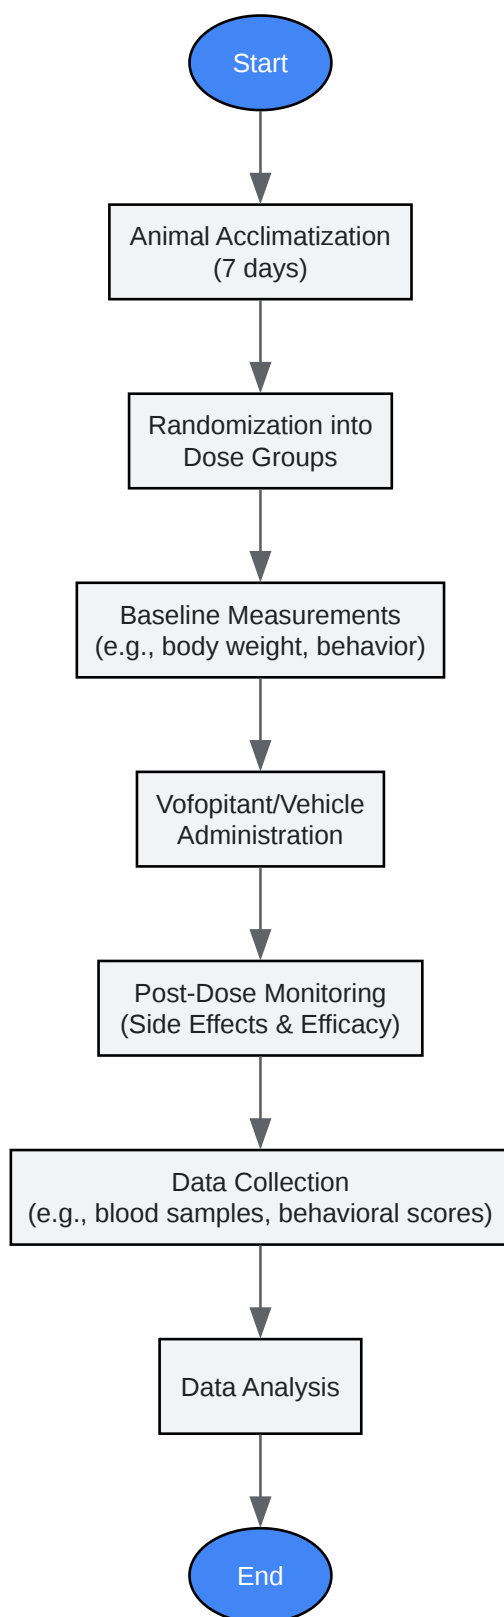 Start
Animal Acclimatization
(7 days)
Randomization into
Dose Groups
Baseline Measurements
(e.g., body weight, behavior)
Vofopitant/Vehicle
Administration
Post-Dose Monitoring
(Side Effects & Efficacy)
Data Collection
(e.g., blood samples, behavioral scores)
Data Analysis
End